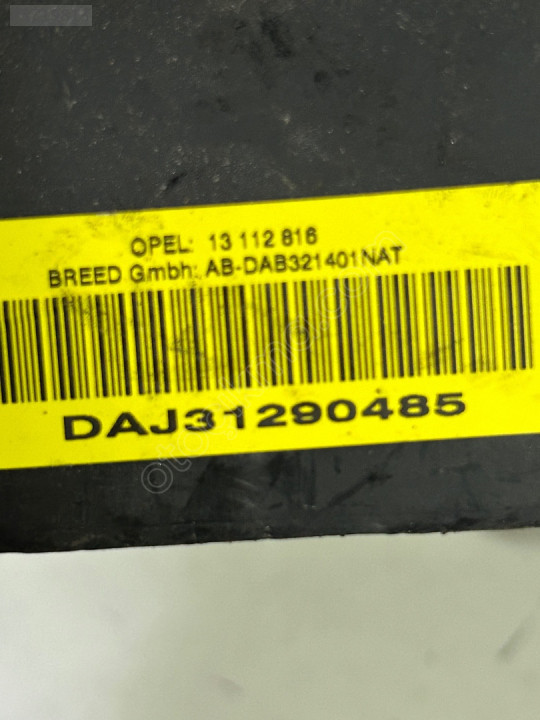 OPEL: 13 112 816
BREED Gmbh: AB-DAB321401NAT
DAJ31290485